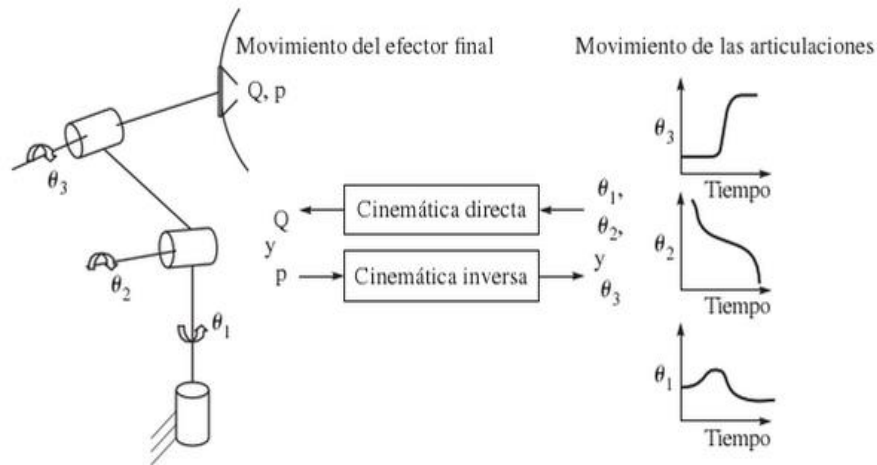 Movimiento del efector final
Q, p
θ3
θ2
θ1
Q
y
p
Cinemática directa
Cinemática inversa
θ1,
θ2,
y
θ3
Movimiento de las articulaciones
θ3
Tiempo
θ2
Tiempo
θ1
Tiempo